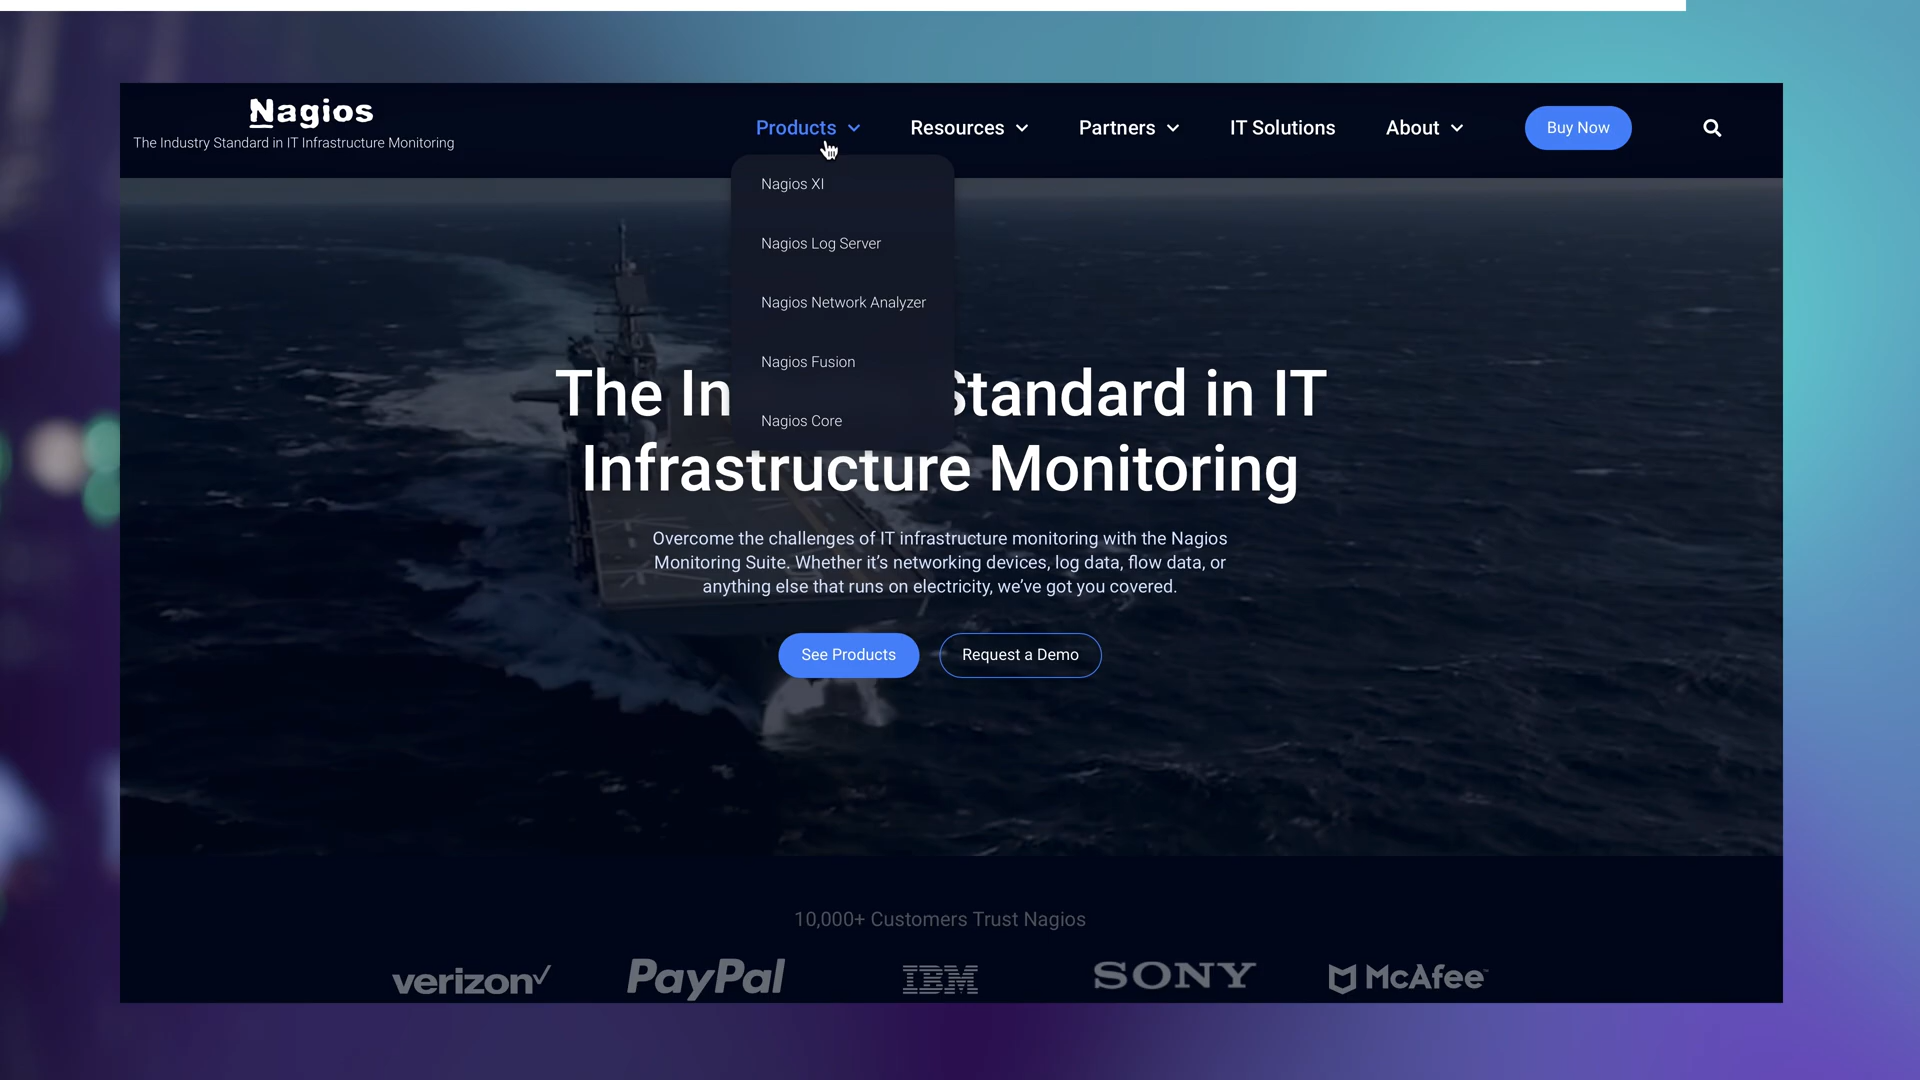 Nagios
The Industry Standard in IT Infrastructure Monitoring
Products
Resources
Partners
IT Solutions
About
Buy Now
Nagios XI
Nagios Log Server
Nagios Network Analyzer
Nagios Fusion
Nagios Core
The In Standard in IT
Infrastructure Monitoring
Overcome the challenges of IT infrastructure monitoring with the Nagios
Monitoring Suite. Whether it’s networking devices, log data, flow data, or
anything else that runs on electricity, we’ve got you covered.
See Products
Request a Demo
10,000+ Customers Trust Nagios
verizon
PayPal
IBM
SONY
McAfee